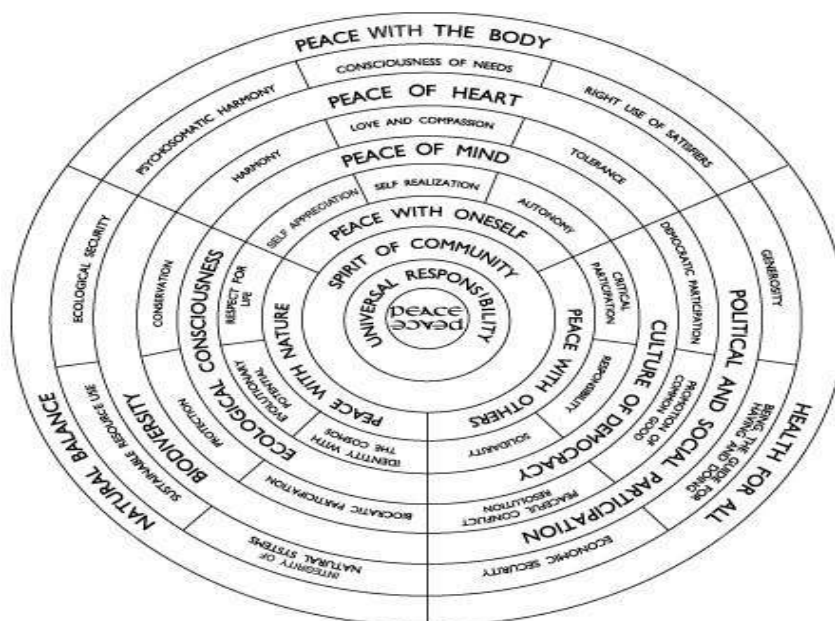 PEACE WITH THE BODY
PSYCHOSOMATIC HARMONY
CONSCIOUSNESS OF NEEDS
RIGHT USE OF SATISFIERS
PEACE OF HEART
HARMONY
LOVE AND COMPASSION
TOLERANCE
PEACE OF MIND
SELF APPRECIATION
SELF REALIZATION
AUTONOMY
PEACE WITH ONESELF
SPIRIT OF COMMUNITY
UNIVERSAL RESPONSIBILITY
peace
peace
PEACE WITH OTHERS
CRITICAL
PARTICIPATION
RESPONSIBILITY
SOLIDARITY
CULTURE OF DEMOCRACY
DEMOCRATIC PARTICIPATION
PROMOTION OF
COMMON GOOD
PEACEFUL CONFLICT
RESOLUTION
POLITICAL AND SOCIAL PARTICIPATION
GENEROSITY
BEING THE GUIDE FOR
HAVING AND DOING
ECONOMIC SECURITY
HEALTH FOR ALL
PEACE WITH NATURE
RESPECT FOR
LIFE
EVOLUTIONARY
POTENTIAL
IDENTITY WITH
THE COSMOS
ECOLOGICAL CONSCIOUSNESS
CONSERVATION
PROTECTION
BIOCRATIC PARTICIPATION
BIODIVERSITY
ECOLOGICAL SECURITY
SUSTAINABLE RESOURCE USE
INTEGRITY OF
NATURAL SYSTEMS
NATURAL BALANCE